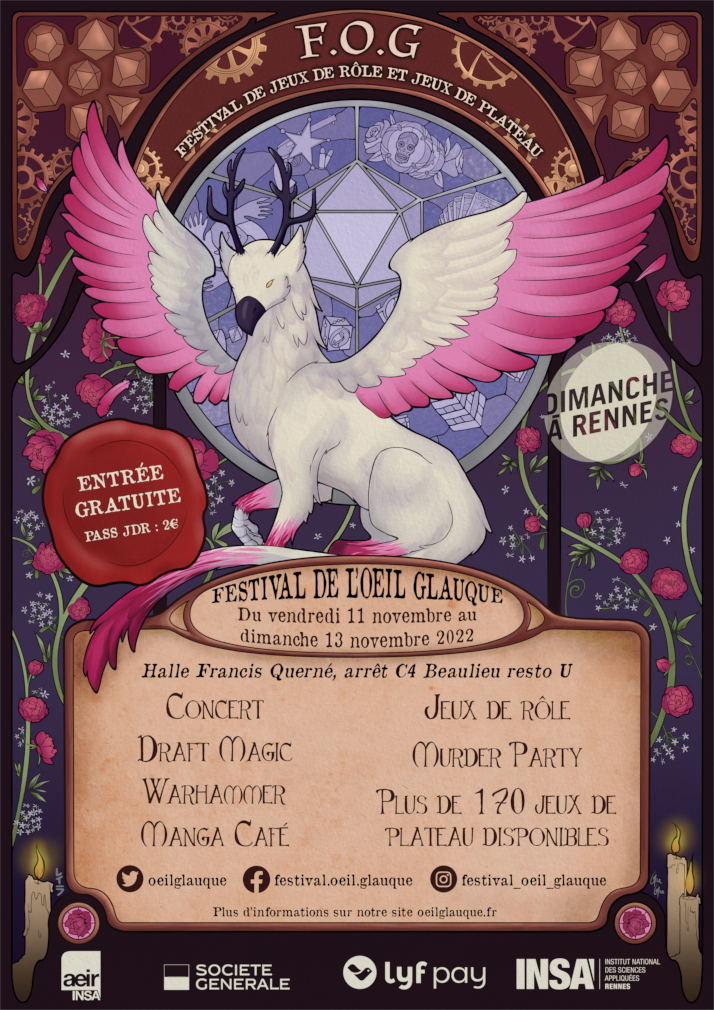 F.O.G
FESTIVAL DE JEUX DE RÔLE ET JEUX DE PLATEAU
DIMANCHE
À RENNES
ENTRÉE
GRATUITE
PASS JDR : 2€
FESTIVAL DE L'OEIL GLAUQUE
Du vendredi 11 novembre au
dimanche 13 novembre 2022
Halle Francis Querné, arrêt C4 Beaulieu resto U
CONCERT
JEUX DE RÔLE
DRAFT MAGIC
MURDER PARTY
WARHAMMER
PLUS DE 170 JEUX DE
PLATEAU DISPONIBLES
MANGA CAFÉ
oeilglauque
festival.oeil.glauque
festival_oeil_glauque
Plus d'informations sur notre site oeilglauque.fr
aeir
INSA
SOCIETE
GENERALE
lyf pay
INSA
INSTITUT NATIONAL
DES SCIENCES
APPLIQUÉES
RENNES